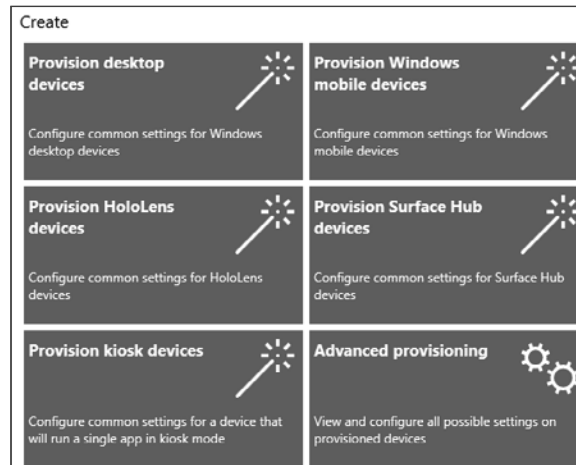 Create
Provision desktop
devices
Configure common settings for Windows
desktop devices
Provision Windows
mobile devices
Configure common settings for Windows
mobile devices
Provision HoloLens
devices
Configure common settings for HoloLens
devices
Provision Surface Hub
devices
Configure common settings for Surface Hub
devices
Provision kiosk devices
Configure common settings for a device that
will run a single app in kiosk mode
Advanced provisioning
View and configure all possible settings on
provisioned devices